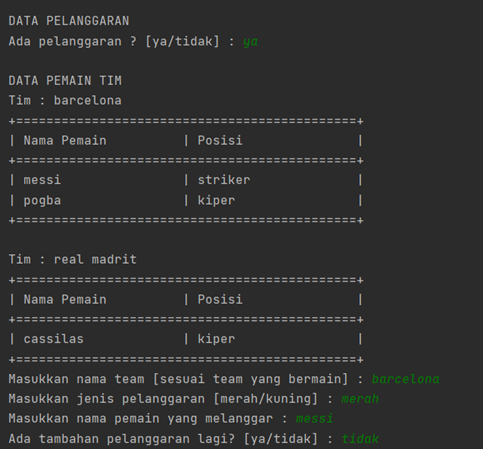 DATA PELANGGARAN
Ada pelanggaran ? [ya/tidak] : ya
DATA PEMAIN TIM
Tim : barcelona
+=============================================+
| Nama Pemain | Posisi |
+=============================================+
| messi | striker |
| pogba | kiper |
+=============================================+
Tim : real madrit
+=============================================+
| Nama Pemain | Posisi |
+=============================================+
| cassilas | kiper |
+=============================================+
Masukkan nama team [sesuai team yang bermain] : barcelona
Masukkan jenis pelanggaran [merah/kuning] : merah
Masukkan nama pemain yang melanggar : messi
Ada tambahan pelanggaran lagi? [ya/tidak] : tidak